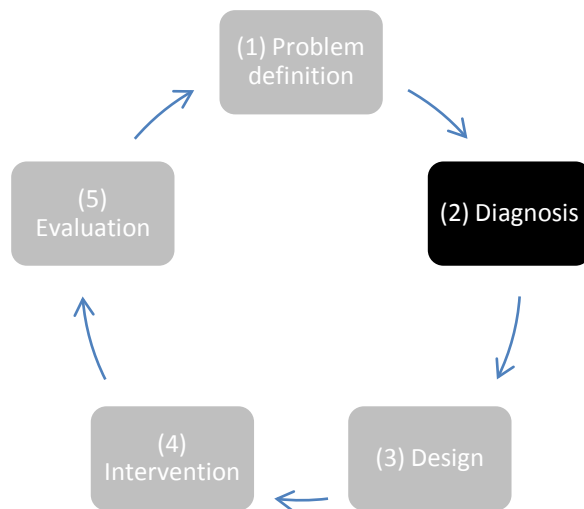 (1) Problem
definition
(2) Diagnosis
(3) Design
(4)
Intervention
(5)
Evaluation